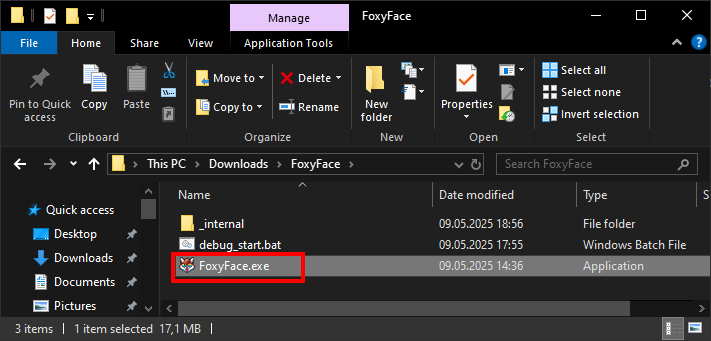 Manage FoxyFace
File Home Share View Application Tools
Pin to Quick access
Copy
Paste
Clipboard
Move to
Copy to
Delete
Rename
Organize
New folder
New
Properties
Open
Select all
Select none
Invert selection
Select
This PC > Downloads > FoxyFace >
Search FoxyFace
Quick access
Desktop
Downloads
Documents
Pictures
Name Date modified Type S
_internal 09.05.2025 18:56 File folder
debug_start.bat 09.05.2025 17:55 Windows Batch File
FoxyFace.exe 09.05.2025 14:36 Application
3 items 1 item selected 17,1 MB